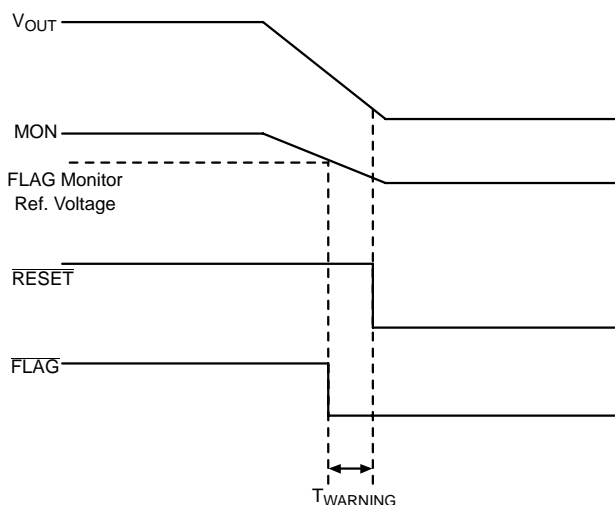 VOUT
MON
FLAG Monitor
Ref. Voltage
RESET
FLAG
TWARNING